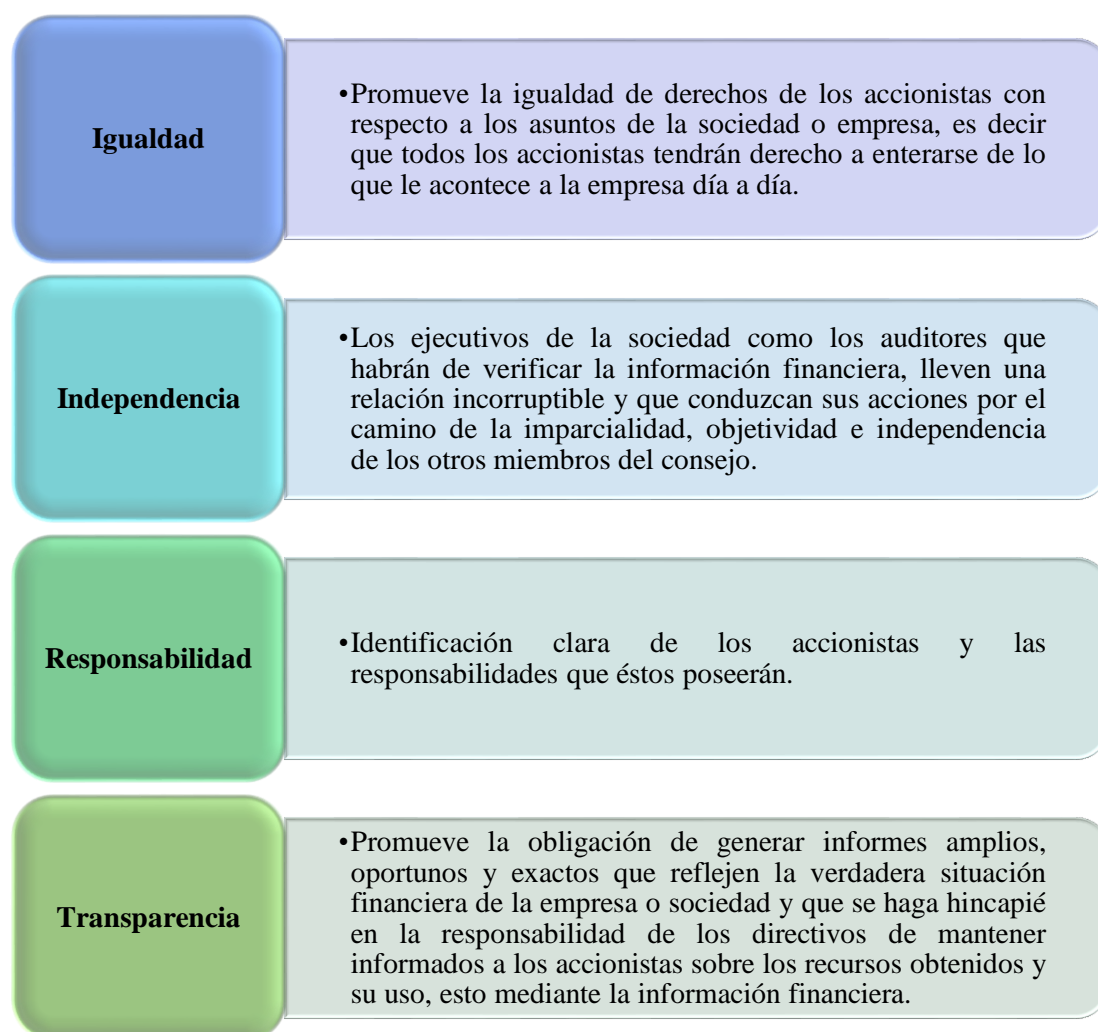 Igualdad
•Promueve la igualdad de derechos de los accionistas con
respecto a los asuntos de la sociedad o empresa, es decir
que todos los accionistas tendrán derecho a enterarse de lo
que le acontece a la empresa día a día.
Independencia
•Los ejecutivos de la sociedad como los auditores que
habrán de verificar la información financiera, lleven una
relación incorruptible y que conduzcan sus acciones por el
camino de la imparcialidad, objetividad e independencia
de los otros miembros del consejo.
Responsabilidad
•Identificación clara de los accionistas y las
responsabilidades que éstos poseerán.
Transparencia
•Promueve la obligación de generar informes amplios,
oportunos y exactos que reflejen la verdadera situación
financiera de la empresa o sociedad y que se haga hincapié
en la responsabilidad de los directivos de mantener
informados a los accionistas sobre los recursos obtenidos y
su uso, esto mediante la información financiera.